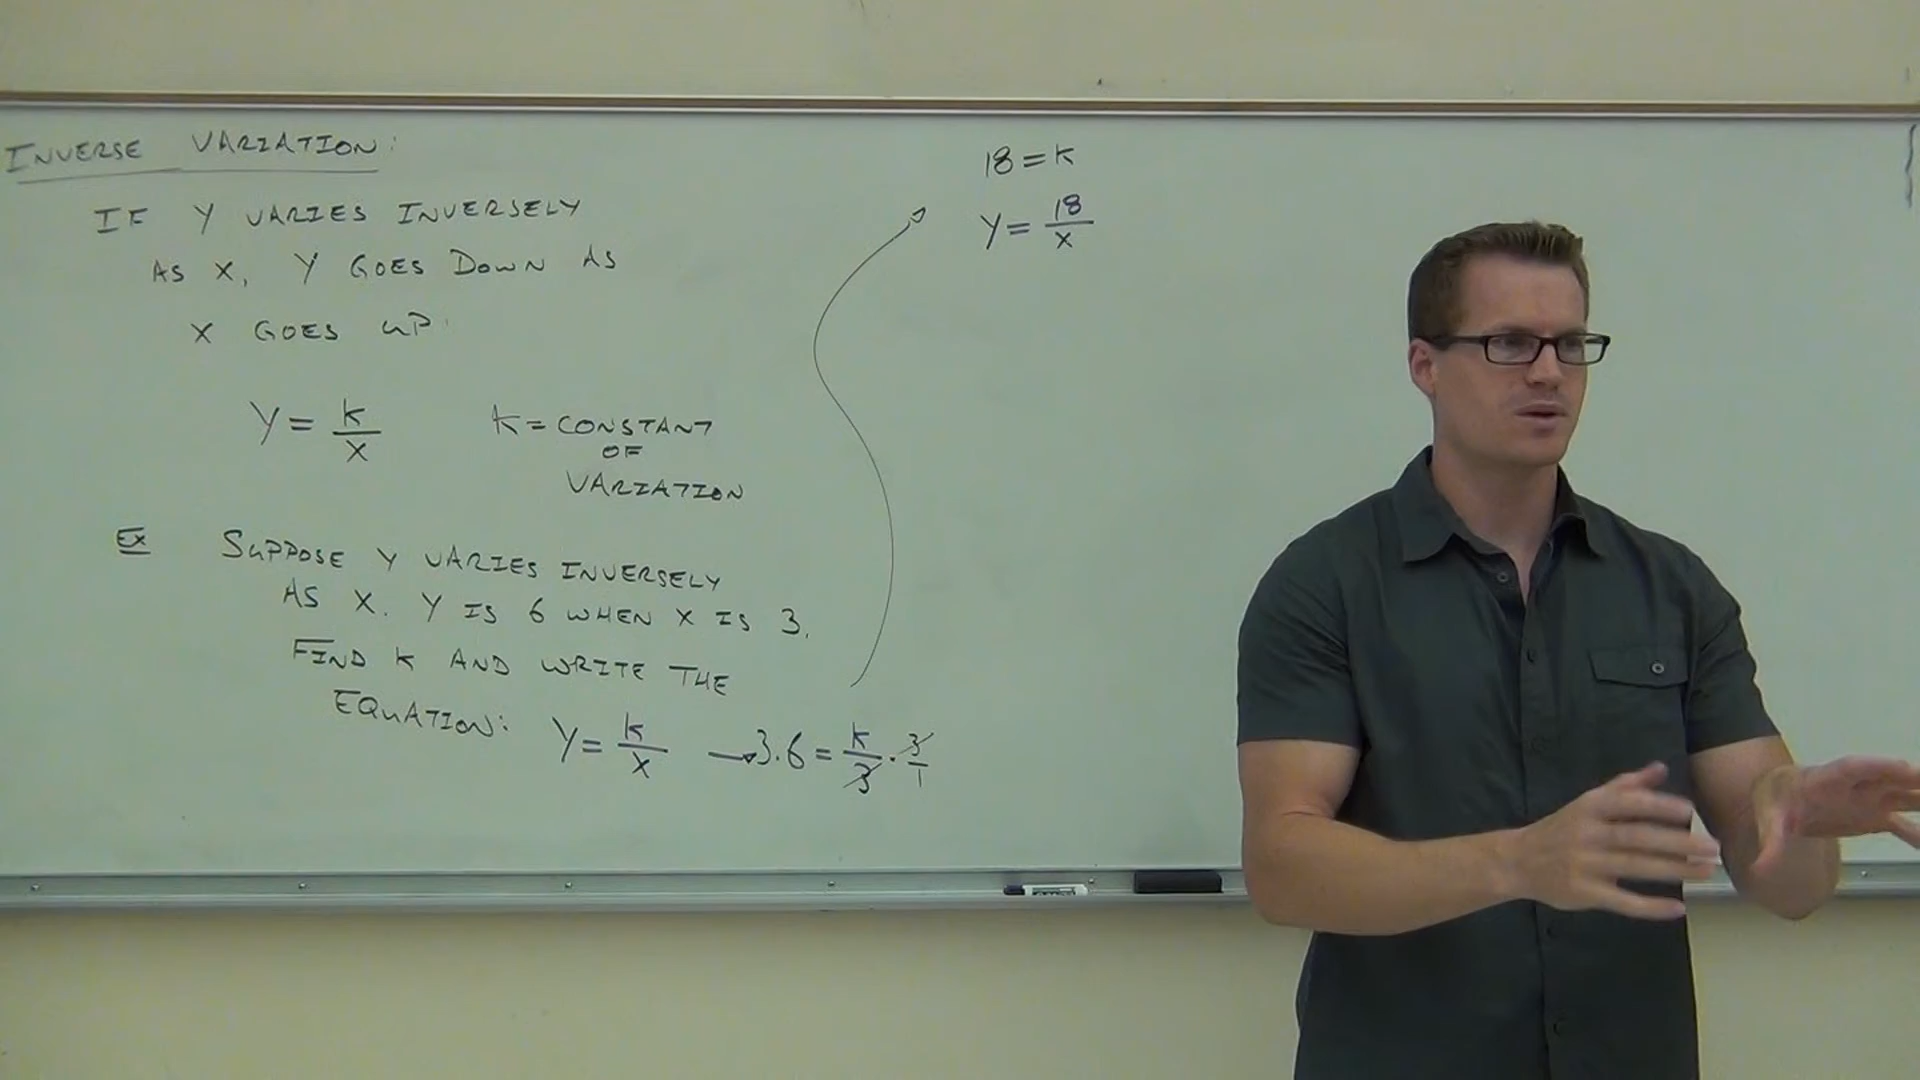 INVERSE VARIATION:
IF Y VARIES INVERSELY
AS X, Y GOES DOWN AS
X GOES UP.
Y = K/X
K = CONSTANT
OF
VARIATION
EX SUPPOSE Y VARIES INVERSELY
AS X. Y IS 6 WHEN X IS 3.
FIND K AND WRITE THE
EQUATION: Y = K/X → 3·6 = K/3 · 3/1
18 = K
Y = 18/X